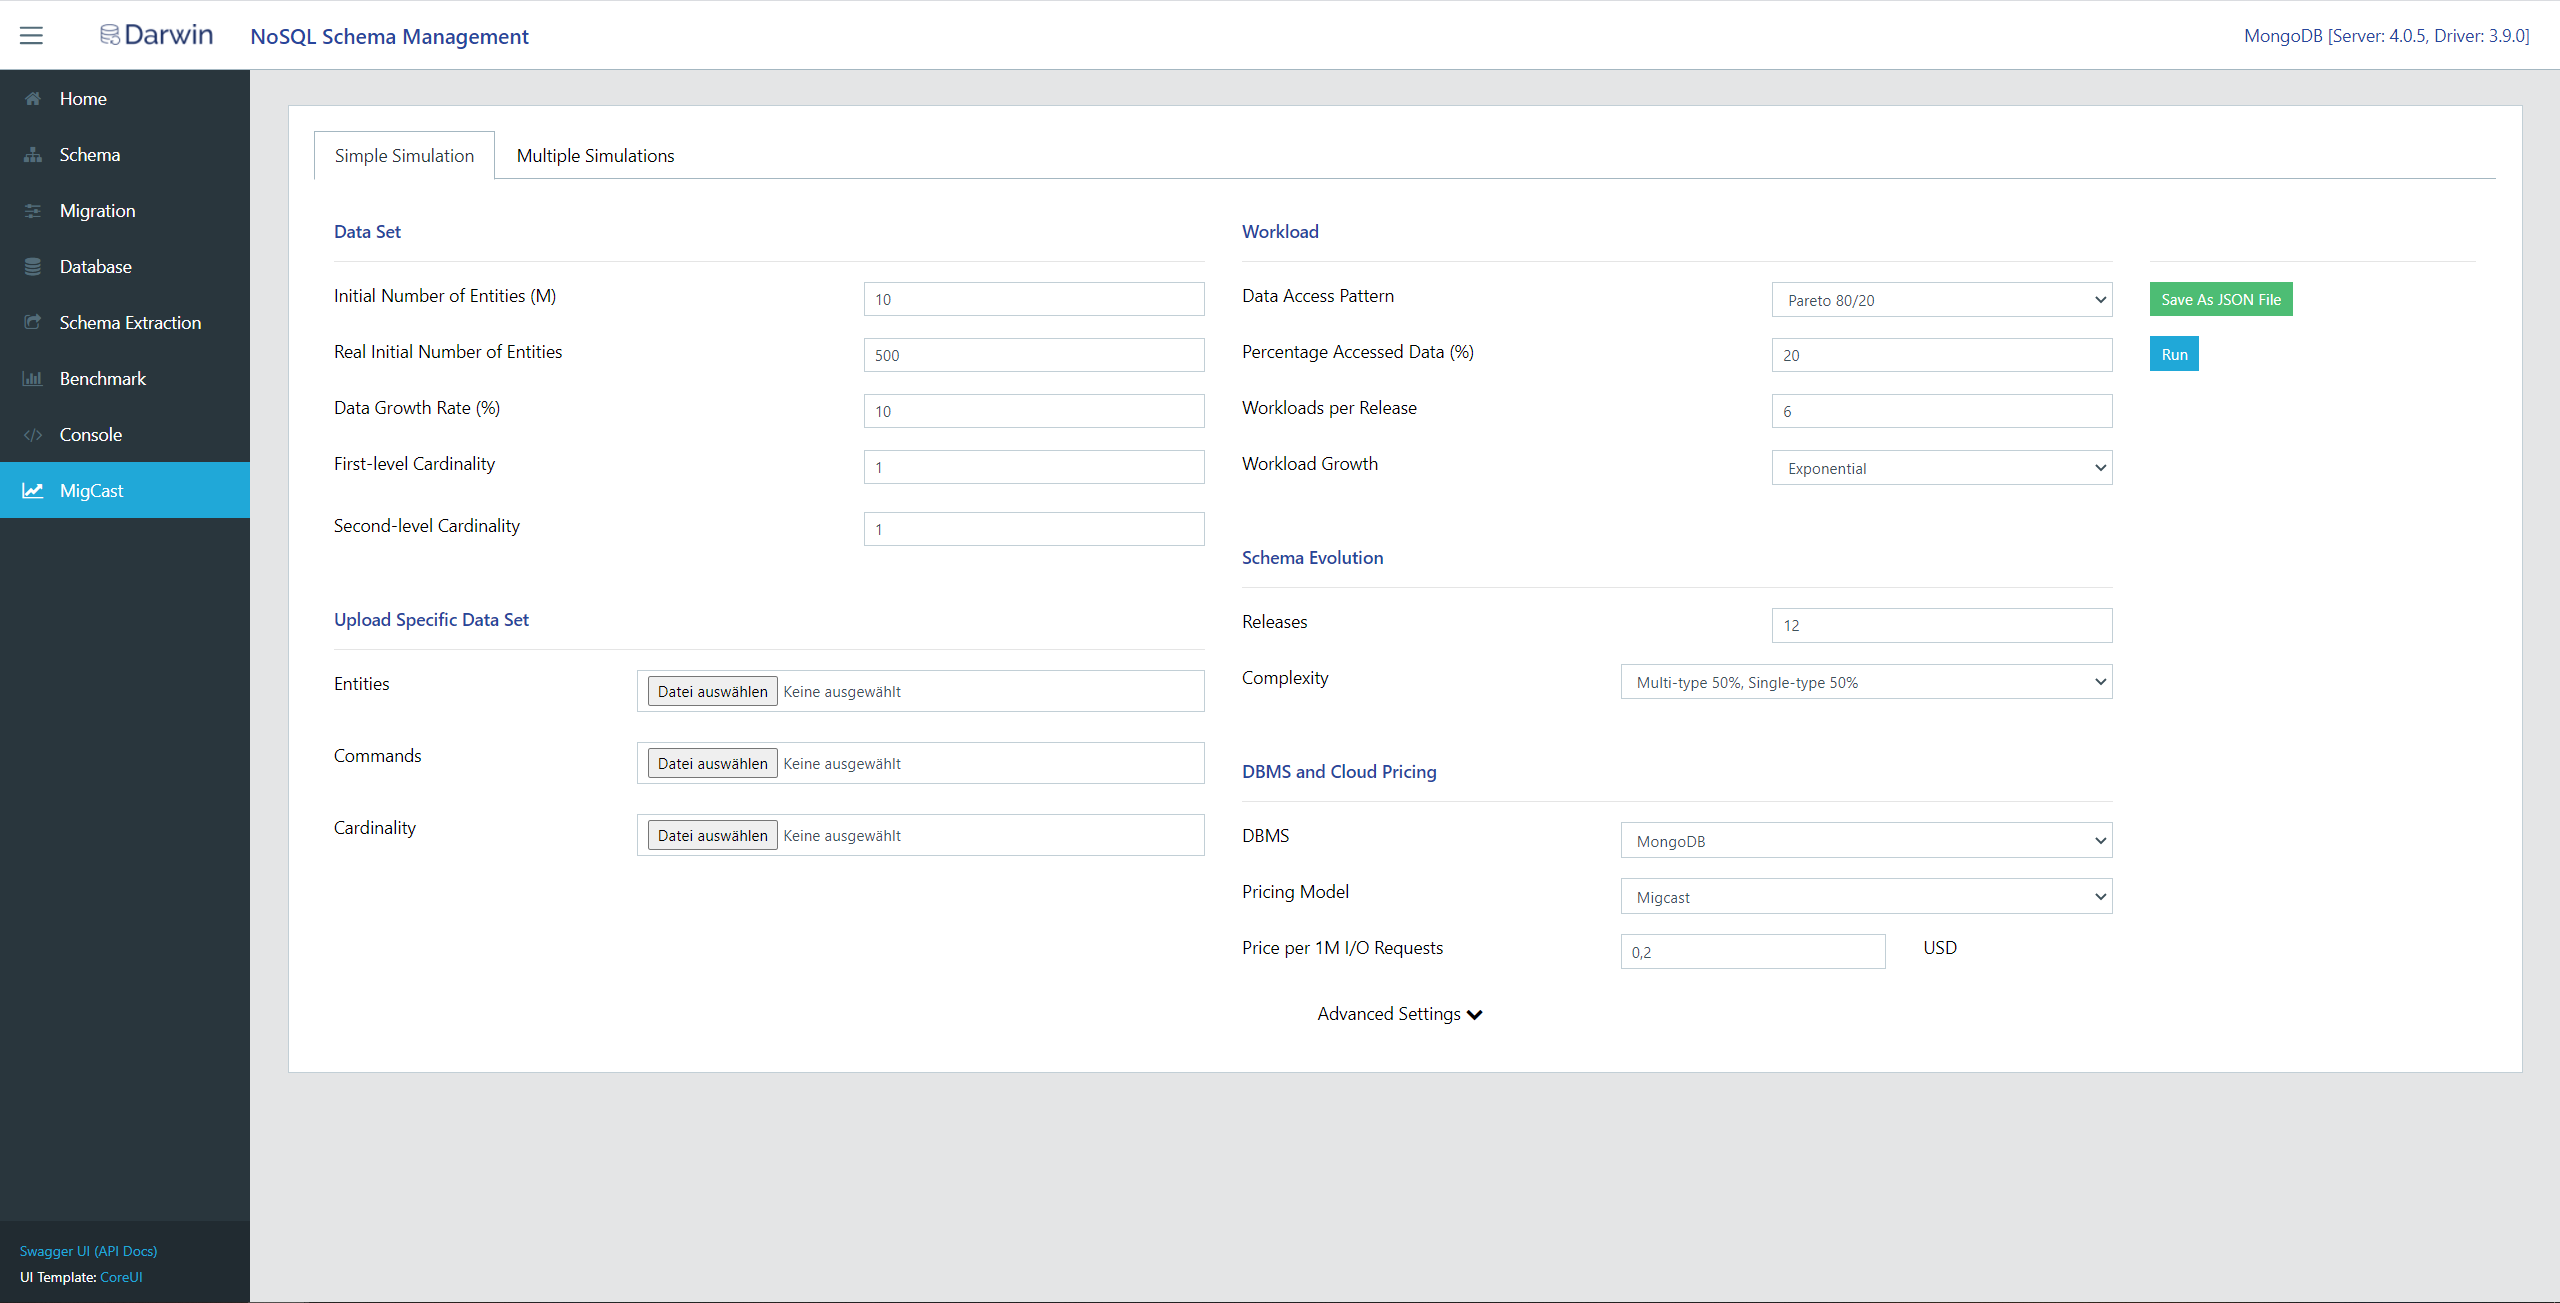 Darwin
NoSQL Schema Management
MongoDB [Server: 4.0.5, Driver: 3.9.0]
Home
Schema
Migration
Database
Schema Extraction
Benchmark
Console
MigCast
Swagger UI (API Docs)
UI Template: CoreUI
Simple Simulation
Multiple Simulations
Data Set
Initial Number of Entities (M) 10
Real Initial Number of Entities 500
Data Growth Rate (%) 10
First-level Cardinality 1
Second-level Cardinality 1
Upload Specific Data Set
Entities Datei auswählen Keine ausgewählt
Commands Datei auswählen Keine ausgewählt
Cardinality Datei auswählen Keine ausgewählt
Workload
Data Access Pattern Pareto 80/20
Percentage Accessed Data (%) 20
Workloads per Release 6
Workload Growth Exponential
Schema Evolution
Releases 12
Complexity Multi-type 50%, Single-type 50%
DBMS and Cloud Pricing
DBMS MongoDB
Pricing Model Migcast
Price per 1M I/O Requests 0,2 USD
Advanced Settings
Save As JSON File
Run